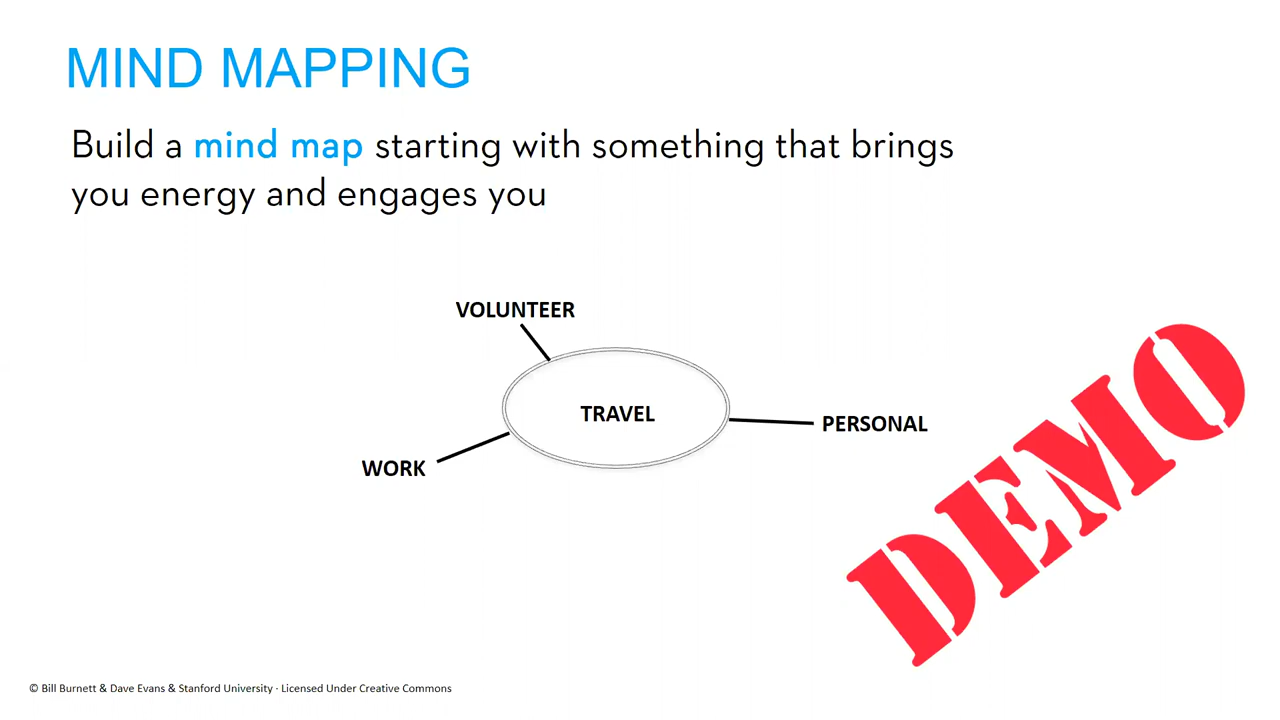 MIND MAPPING
Build a mind map starting with something that brings
you energy and engages you
VOLUNTEER
TRAVEL
PERSONAL
WORK
DEMO
© Bill Burnett & Dave Evans & Stanford University · Licensed Under Creative Commons